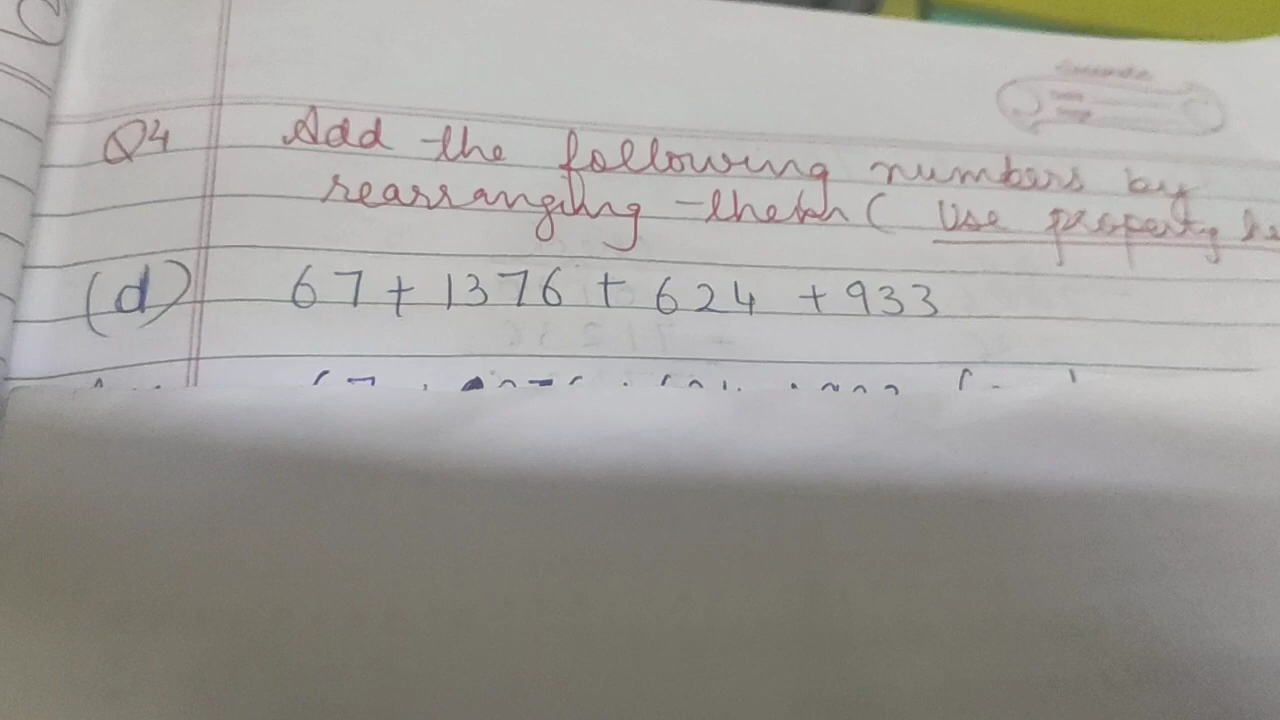 Q4 Add the following numbers by
rearranging them ( Use property
(d) 67 + 1376 + 624 + 933